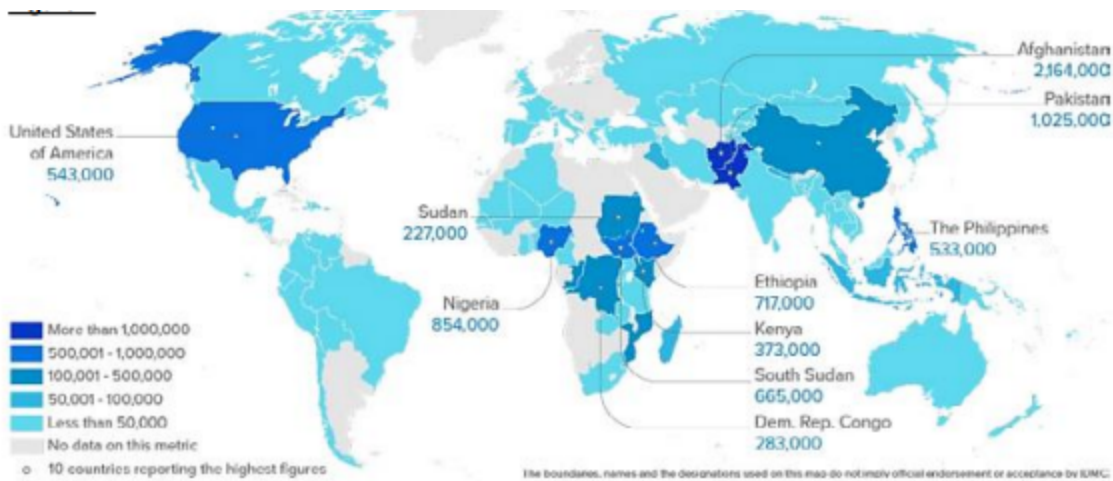 Afghanistan
2,164,000
Pakistan
1,025,000
United States
of America
543,000
Sudan
227,000
The Philippines
533,000
Nigeria
854,000
Ethiopia
717,000
Kenya
373,000
South Sudan
665,000
Dem. Rep. Congo
283,000
More than 1,000,000
500,001 - 1,000,000
100,001 - 500,000
50,001 - 100,000
Less than 50,000
No data on this metric
10 countries reporting the highest figures
The boundaries, names and the designations used on this map do not imply official endorsement or acceptance by IDMC.